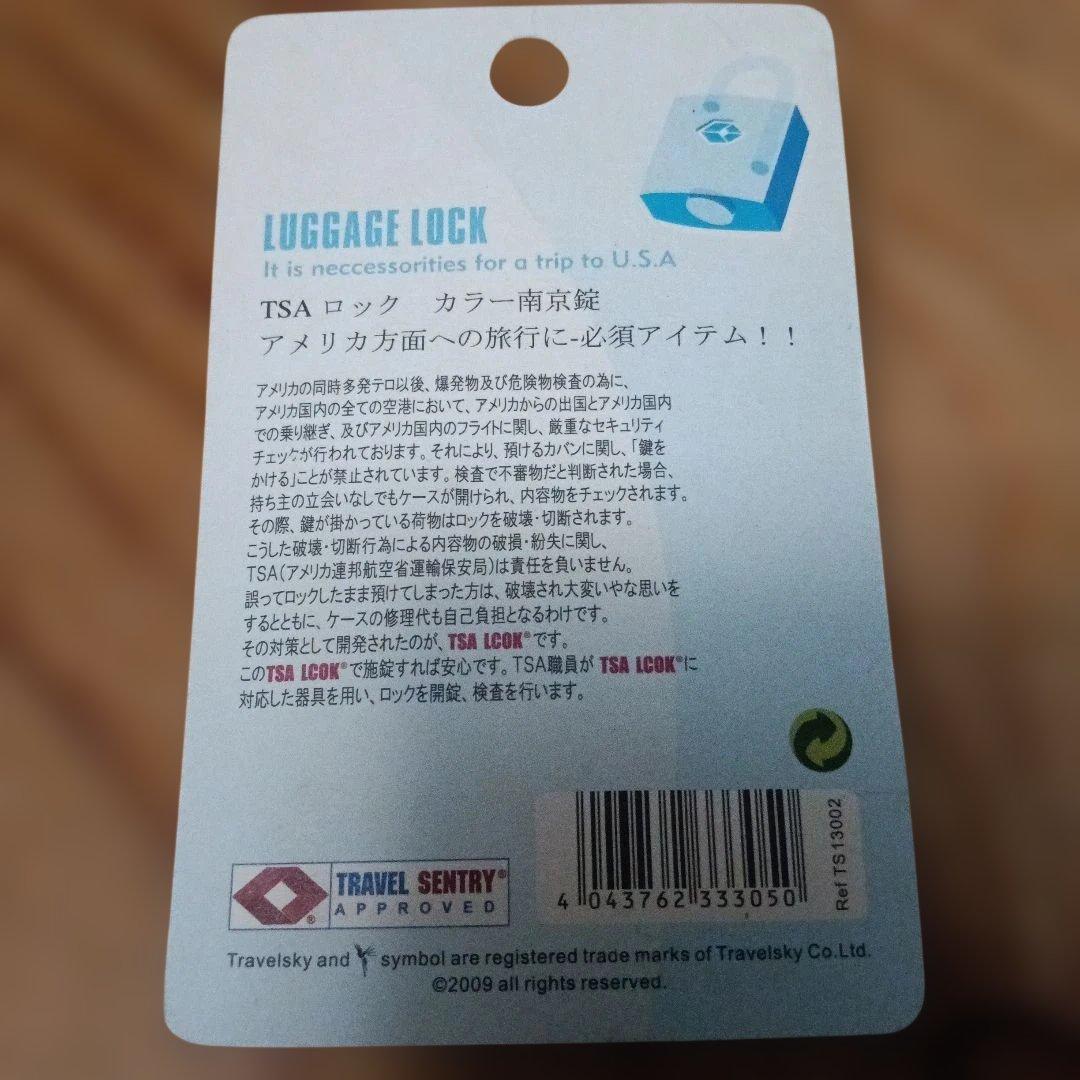 LUGGAGE LOCK
It is neccessorities for a trip to U.S.A
TSA ロック　カラー南京錠
アメリカ方面への旅行に-必須アイテム！！
アメリカの同時多発テロ以後、爆発物及び危険物検査の為に、
アメリカ国内の全ての空港において、アメリカからの出国とアメリカ国内
での乗り継ぎ、及びアメリカ国内のフライトに関し、厳重なセキュリティ
チェッケが行われております。それにより、預けるカバンに関し、「鍵を
かける」ことが禁止されています。検査で不審物だと判断された場合、
持ち主の立会いなしでもケースが開けられ、内容物をチェックされます。
その際、鍵が掛かっている荷物はロックを破壊・切断されます。
こうした破壊・切断行為による内容物の破損・紛失に関し、
TSA(アメリカ連邦航空省運輸保安局)は責任を負いません。
誤ってロックしたまま預けてしまった方は、破壊され大変いやな思いを
するとともに、ケースの修理代も自己負担となるわけです。
その対策として開発されたのが、TSA LCOK®です。
このTSA LCOK®で施錠すれば安心です。TSA職員が TSA LCOK®に
対応した器具を用い、ロックを開錠、検査を行います。
Ref TS13002
4 043762 333050
TRAVEL SENTRY®
APPROVED
®
Travelsky and symbol are registered trade marks of Travelsky Co.Ltd.
©2009 all rights reserved.